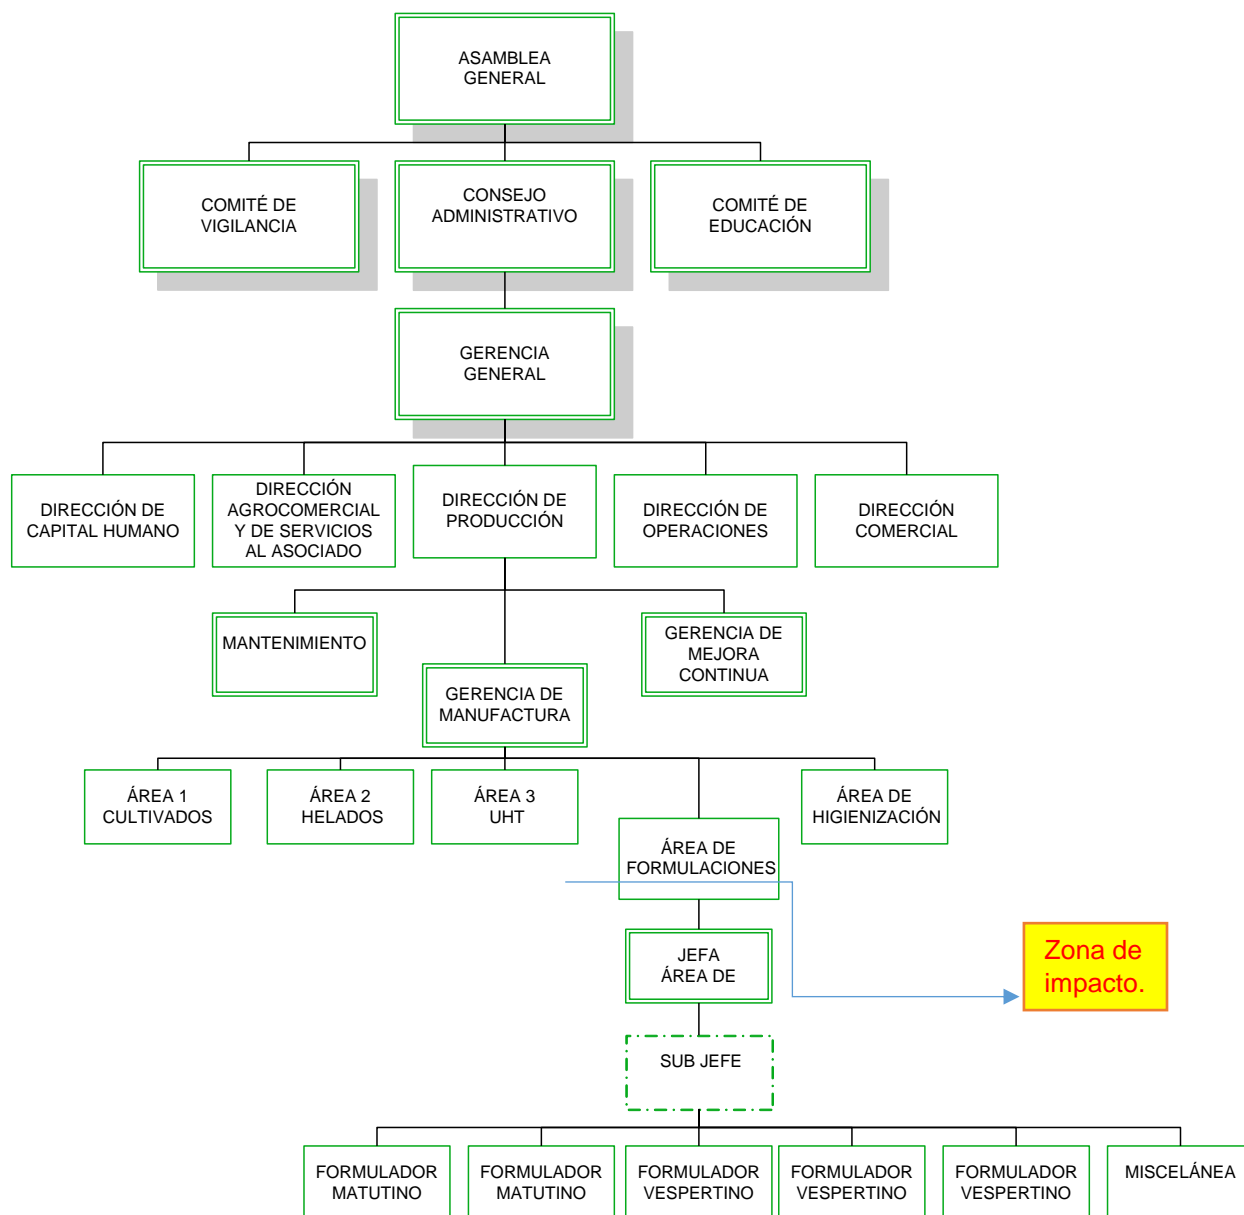 ASAMBLEA
GENERAL
COMITÉ DE
VIGILANCIA
CONSEJO
ADMINISTRATIVO
COMITÉ DE
EDUCACIÓN
GERENCIA
GENERAL
DIRECCIÓN DE
CAPITAL HUMANO
DIRECCIÓN
AGROCOMERCIAL
Y DE SERVICIOS
AL ASOCIADO
DIRECCIÓN DE
PRODUCCIÓN
DIRECCIÓN DE
OPERACIONES
DIRECCIÓN
COMERCIAL
MANTENIMIENTO
GERENCIA DE
MANUFACTURA
GERENCIA DE
MEJORA
CONTINUA
ÁREA 1
CULTIVADOS
ÁREA 2
HELADOS
ÁREA 3
UHT
ÁREA DE
FORMULACIONES
ÁREA DE
HIGIENIZACIÓN
JEFA
ÁREA DE
Zona de
impacto.
SUB JEFE
FORMULADOR
MATUTINO
FORMULADOR
MATUTINO
FORMULADOR
VESPERTINO
FORMULADOR
VESPERTINO
FORMULADOR
VESPERTINO
MISCELÁNEA